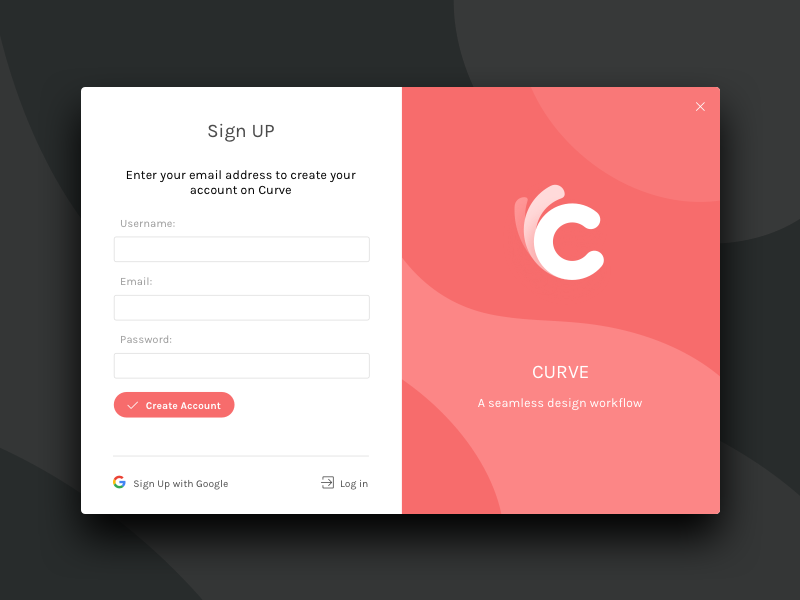 Sign UP
Enter your email address to create your
account on Curve
Username:
Email:
Password:
Create Account
Sign Up with Google
Log in
CURVE
A seamless design workflow